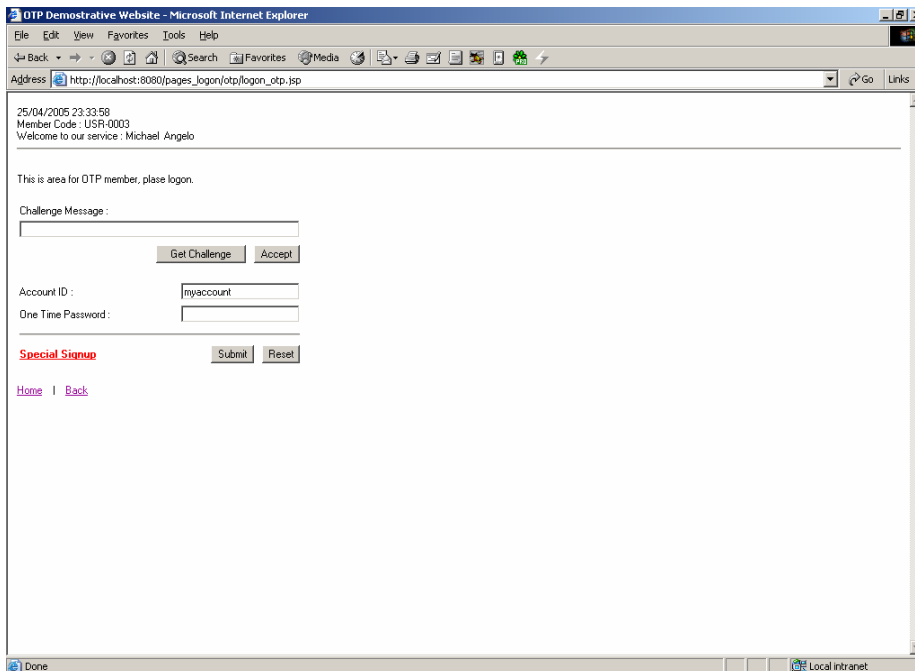 OTP Demostrative Website - Microsoft Internet Explorer
File Edit View Favorites Tools Help
Back Search Favorites Media
Address http://localhost:8080/pages_logon/otp/logon_otp.jsp Go Links
25/04/2005 23:33:58
Member Code : USR-0003
Welcome to our service : Michael Angelo
This is area for OTP member, plase logon.
Challenge Message :
Get Challenge Accept
Account ID : myaccount
One Time Password :
Special Signup Submit Reset
Home | Back
Done Local intranet